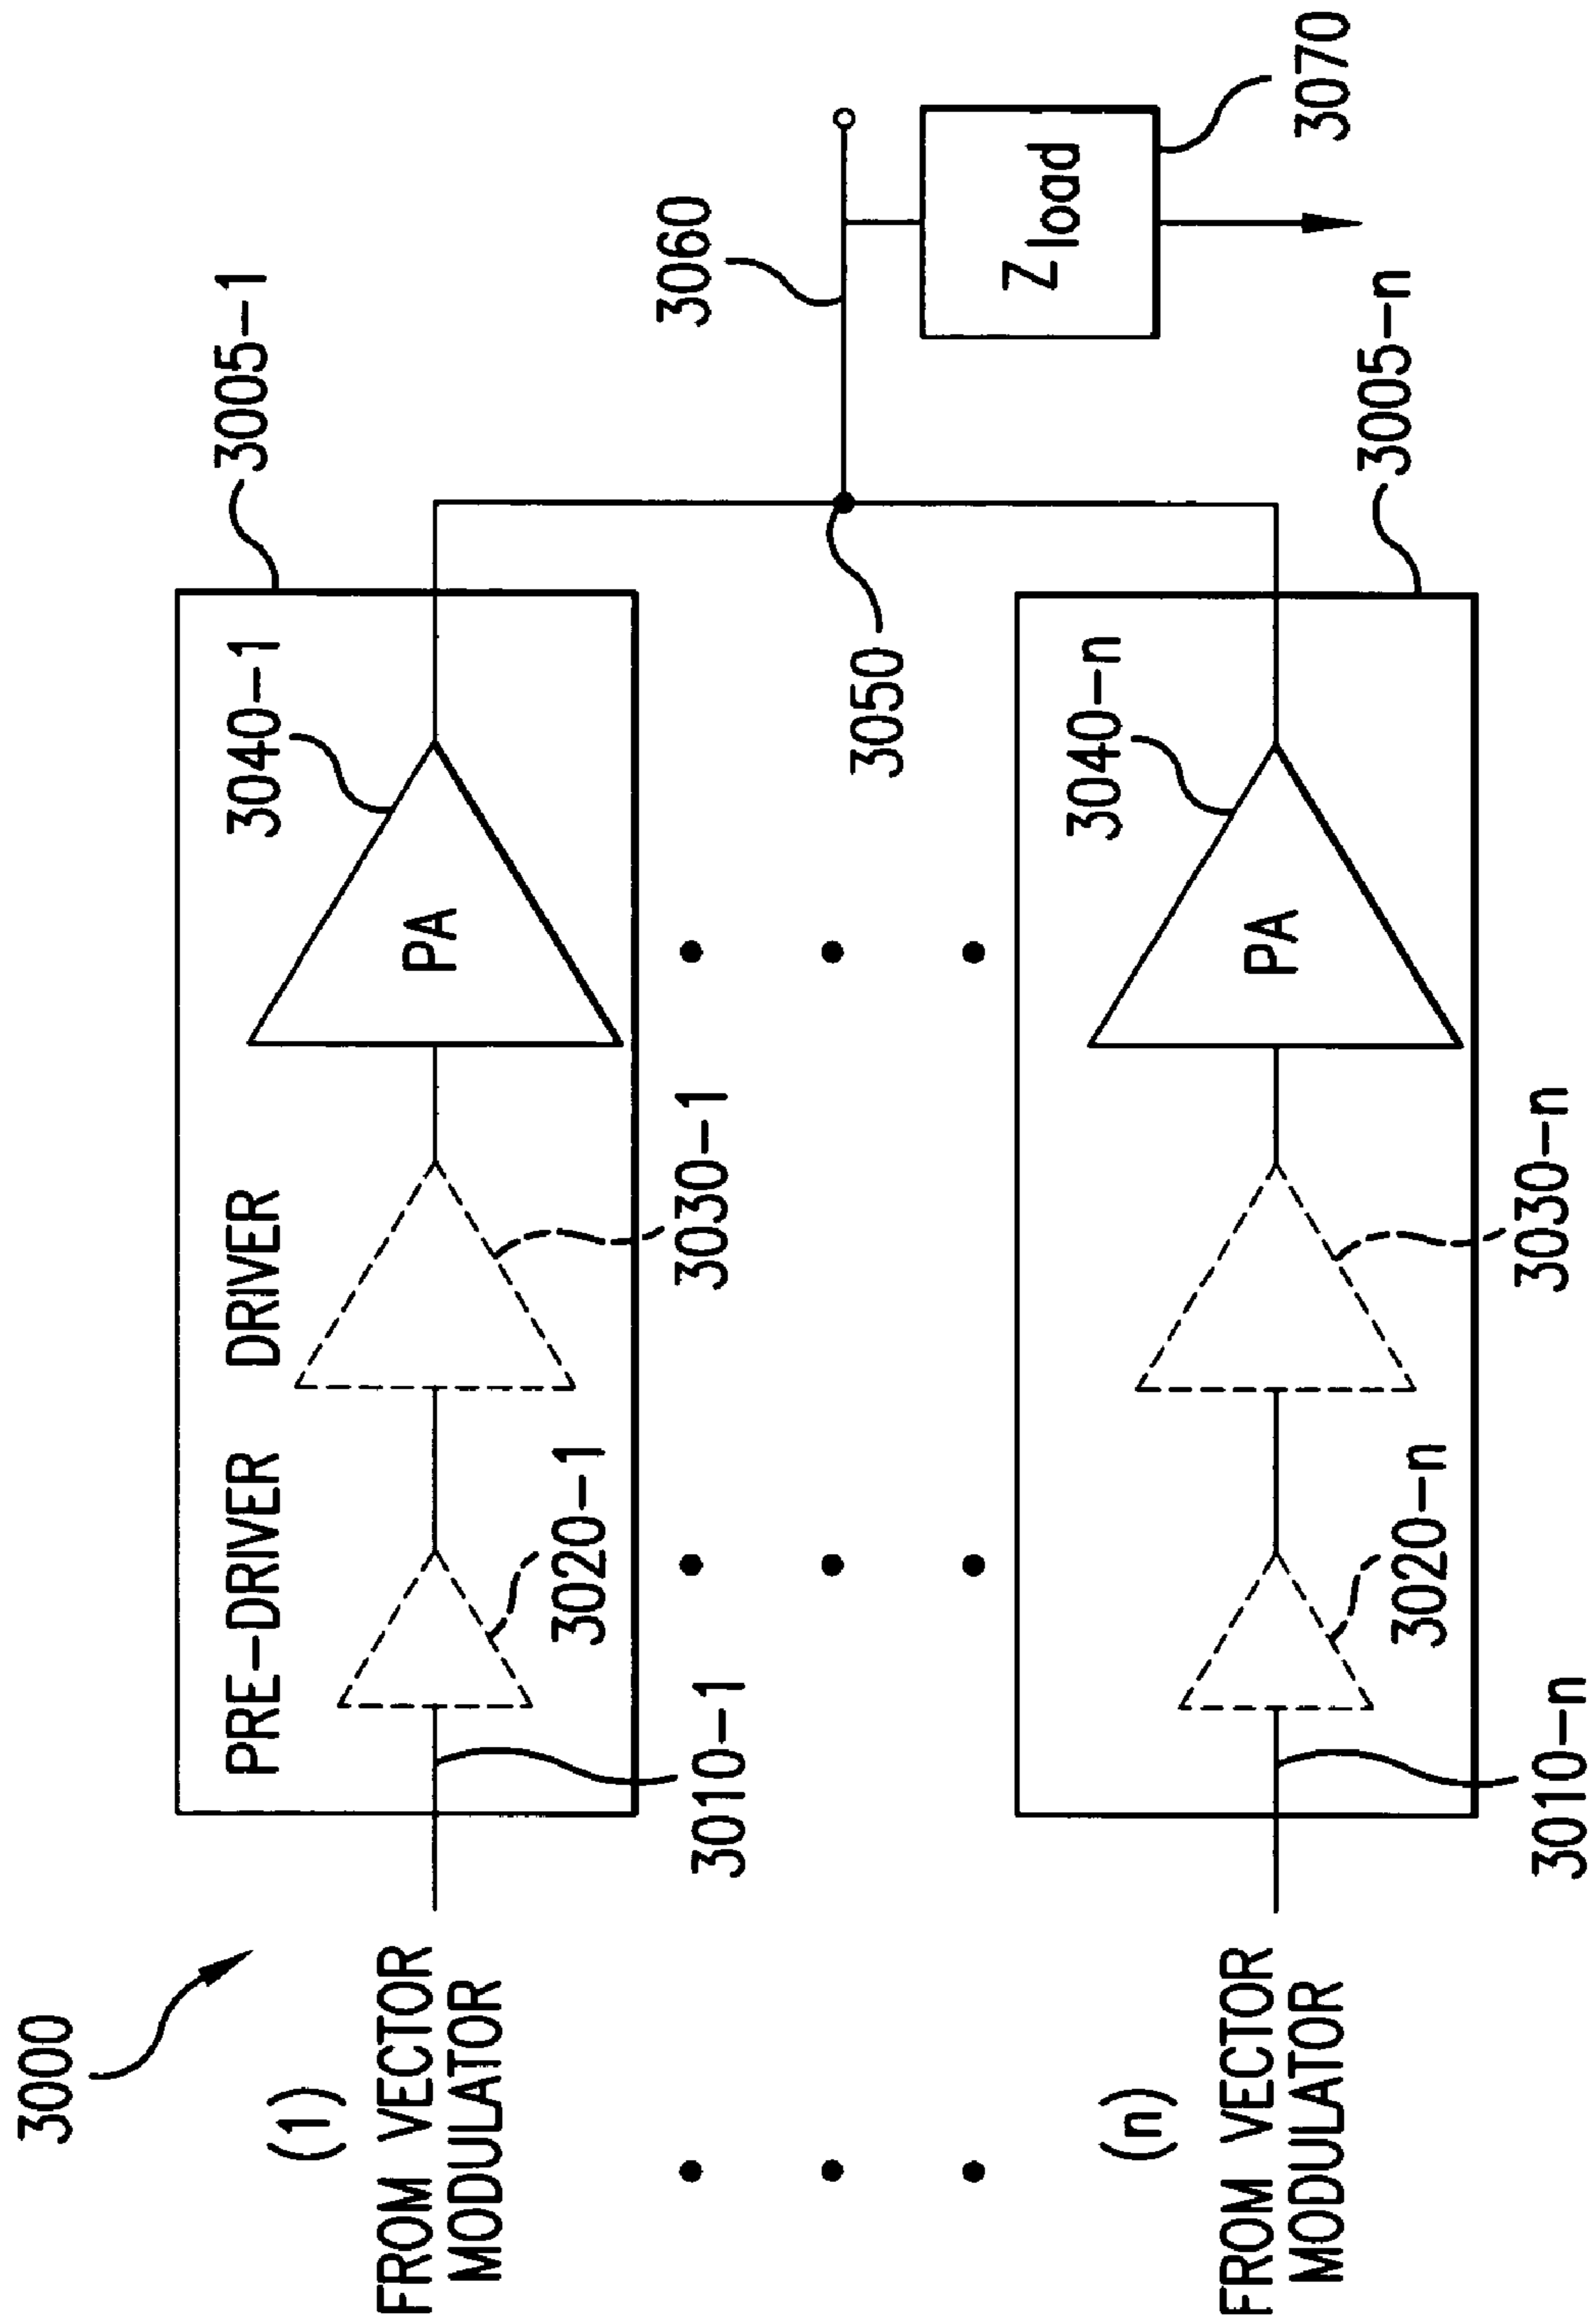 3000
(1)
FROM VECTOR
MODULATOR
3010-1
PRE-DRIVER
3020-1
DRIVER
3030-1
PA
3040-1
3005-1
3050
3060
Z load
3070
(n)
FROM VECTOR
MODULATOR
3010-n
3020-n
3030-n
PA
3040-n
3005-n